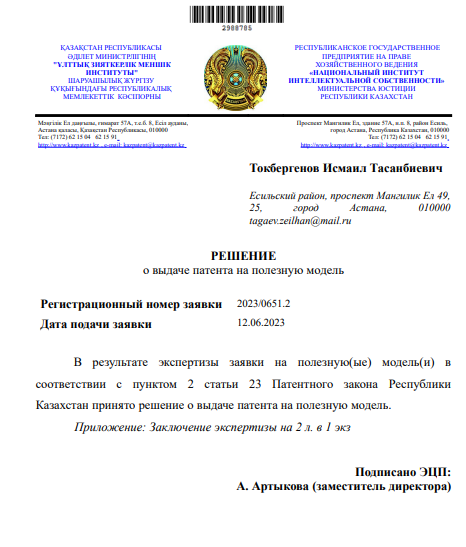 2980785
ҚАЗАҚСТАН РЕСПУБЛИКАСЫ
ӘДІЛЕТ МИНИСТРЛІГІНІҢ
"ҰЛТТЫҚ ЗИЯТКЕРЛІК МЕНШІК
ИНСТИТУТЫ"
ШАРУАШЫЛЫҚ ЖҮРГІЗУ
ҚҰҚЫҒЫНДАҒЫ РЕСПУБЛИКАЛЫҚ
МЕМЛЕКЕТТІК КӘСІПОРНЫ
РЕСПУБЛИКАНСКОЕ ГОСУДАРСТВЕННОЕ
ПРЕДПРИЯТИЕ НА ПРАВЕ
ХОЗЯЙСТВЕННОГО ВЕДЕНИЯ
«НАЦИОНАЛЬНЫЙ ИНСТИТУТ
ИНТЕЛЛЕКТУАЛЬНОЙ СОБСТВЕННОСТИ»
МИНИСТЕРСТВА ЮСТИЦИИ
РЕСПУБЛИКИ КАЗАХСТАН
Мәңгілік Ел даңғылы, ғимарат 57А, т.е.б. 8, Есіл ауданы,
Астана қаласы, Қазақстан Республикасы, 010000
Тел: (7172) 62 15 04 62 15 91,
http://www.kazpatent.kz , e-mail: kazpatent@kazpatent.kz
Проспект Мангилик Ел, здание 57А, н.п. 8, район Есиль,
город Астана, Республика Казахстан, 010000
Тел: (7172) 62 15 04 62 15 91,
http://www.kazpatent.kz , e-mail: kazpatent@kazpatent.kz
Токбергенов Исмаил Тасанбиевич
Есильский район, проспект Мангилик Ел 49,
25, город Астана, 010000
tagaev.zeilhan@mail.ru
РЕШЕНИЕ
о выдаче патента на полезную модель
Регистрационный номер заявки 2023/0651.2
Дата подачи заявки 12.06.2023
В результате экспертизы заявки на полезную(ые) модель(и) в
соответствии с пунктом 2 статьи 23 Патентного закона Республики
Казахстан принято решение о выдаче патента на полезную модель.
Приложение: Заключение экспертизы на 2 л. в 1 экз
Подписано ЭЦП:
А. Артыкова (заместитель директора)